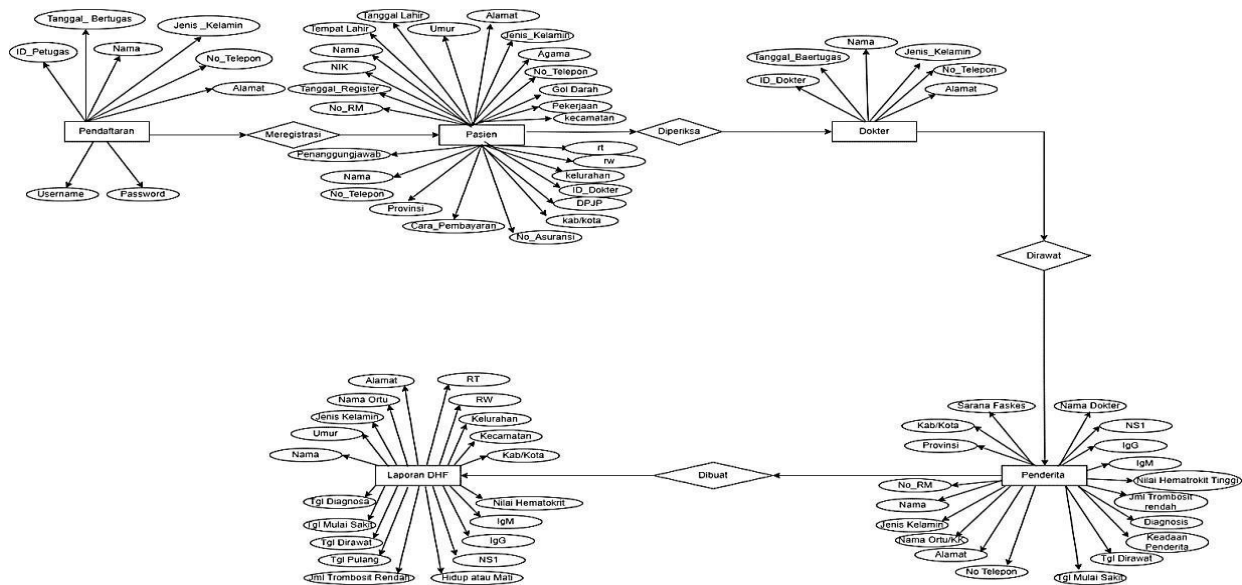 Tanggal_ Bertugas
Jenis _Kelamin
ID_Petugas
Nama
No_Telepon
Alamat
Pendaftaran
Username
Password
Meregistrasi
Tanggal Lahir
Alamat
Tempat Lahir
Umur
Jenis_Kelamin
Nama
Agama
NIK
No_Telepon
Tanggal_Register
Gol Darah
No_RM
Pekerjaan
kecamatan
Pasien
Penanggungjawab
rt
rw
Nama
kelurahan
No_Telepon
ID_Dokter
Provinsi
DPJP
Cara_Pembayaran
kab/kota
No_Asuransi
Diperiksa
Nama
Tanggal_Baertugas
Jenis_Kelamin
ID_Dokter
No_Telepon
Alamat
Dokter
Dirawat
Sarana Faskes
Nama Dokter
Kab/Kota
NS1
Provinsi
IgG
IgM
Penderita
Nilai Hematrokit Tinggi
No_RM
Jml Trombosit
rendah
Nama
Jenis Kelamin
Diagnosis
Nama Ortu/KK
Keadaan
Penderita
Alamat
Tgl Dirawat
No Telepon
Tgl Mulai Sakit
Dibuat
Alamat
RT
Nama Ortu
RW
Jenis Kelamin
Kelurahan
Umur
Kecamatan
Nama
Kab/Kota
Laporan DHF
Tgl Diagnosa
Nilai Hematokrit
Tgl Mulai Sakit
IgM
Tgl Dirawat
IgG
Tgl Pulang
NS1
Jml Trombosit Rendah
Hidup atau Mati